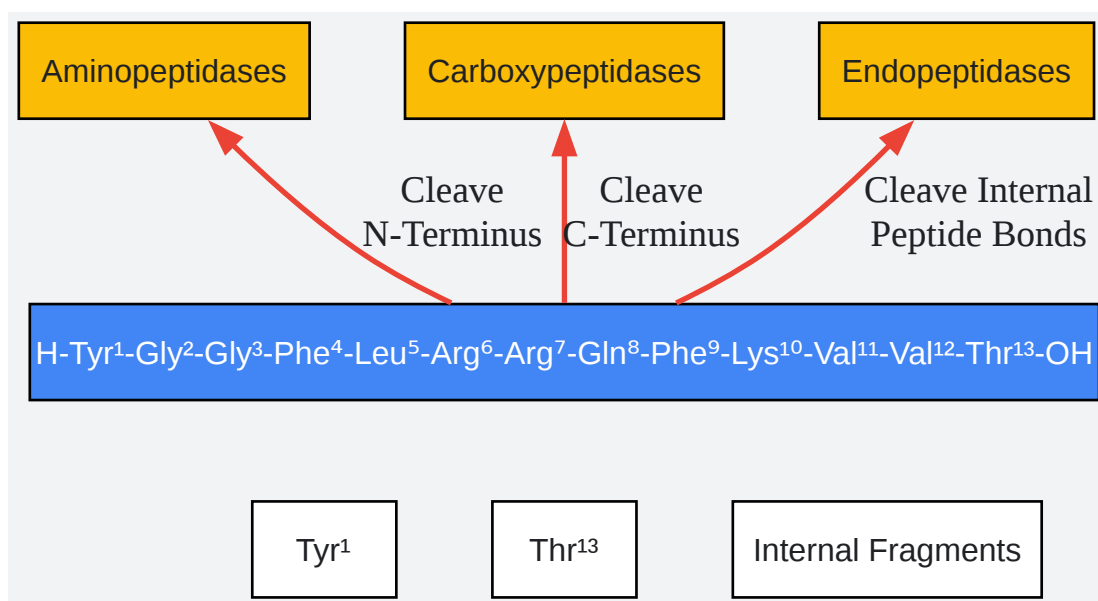 Aminopeptidases
Carboxypeptidases
Endopeptidases
Cleave
N-Terminus
Cleave
C-Terminus
Cleave Internal
Peptide Bonds
H-Tyr¹-Gly²-Gly³-Phe⁴-Leu⁵-Arg⁶-Arg⁷-Gln⁸-Phe⁹-Lys¹⁰-Val¹¹-Val¹²-Thr¹³-OH
Tyr¹
Thr¹³
Internal Fragments